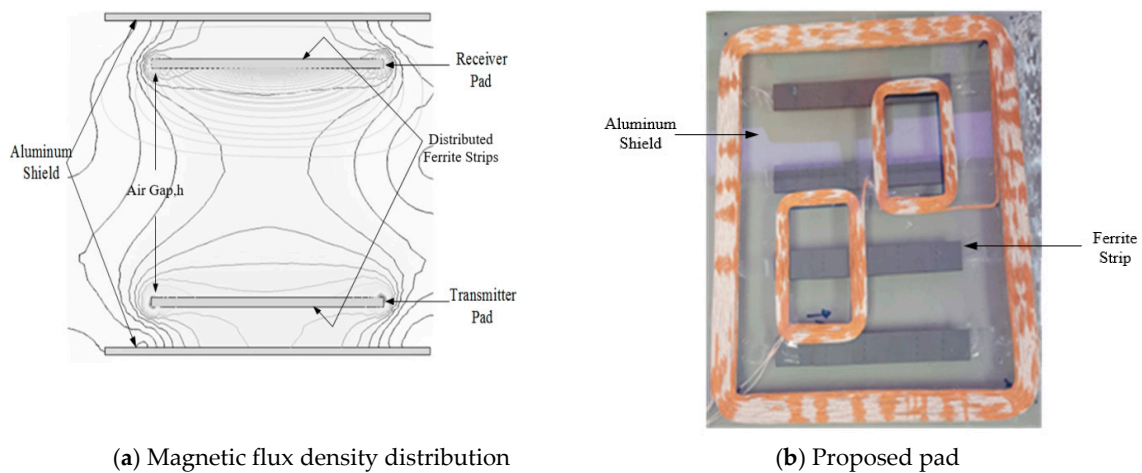 Receiver
Pad
Distributed
Ferrite Strips
Aluminum
Shield
Air Gap,h
Transmitter
Pad
Aluminum
Shield
Ferrite
Strip
(a) Magnetic flux density distribution
(b) Proposed pad